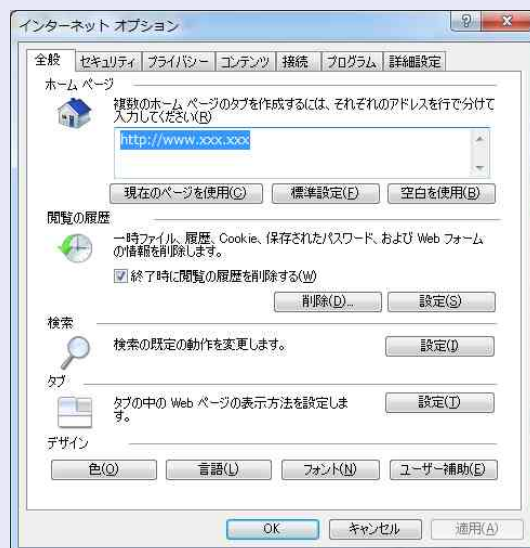 インターネット オプション
全般 セキュリティ プライバシー コンテンツ 接続 プログラム 詳細設定
ホーム ページ
複数のホーム ページのタブを作成するには、それぞれのアドレスを行で分けて
入力してください(R)
http://www.xxx.xxx
現在のページを使用(C) 標準設定(F) 空白を使用(B)
閲覧の履歴
一時ファイル、履歴、Cookie、保存されたパスワード、および Web フォーム
の情報を削除します。
終了時に閲覧の履歴を削除する(W)
削除(D)... 設定(S)
検索
検索の既定の動作を変更します。
設定(I)
タブ
タブの中の Web ページの表示方法を設定しま
す。
設定(T)
デザイン
色(O) 言語(L) フォント(N) ユーザー補助(E)
OK キャンセル 適用(A)